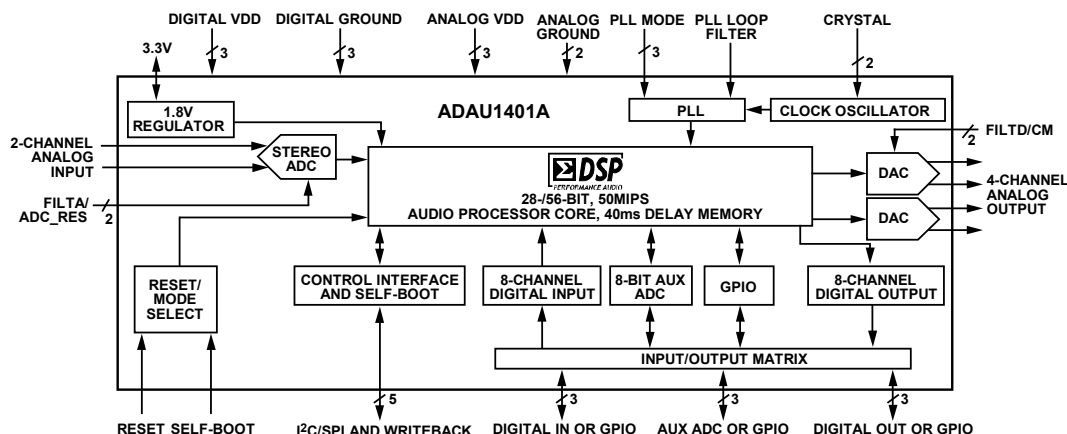 DIGITAL VDD
DIGITAL GROUND
ANALOG VDD
ANALOG
GROUND
PLL MODE
PLL LOOP
FILTER
CRYSTAL
3.3V
3
3
3
2
3
2
ADAU1401A
1.8V
REGULATOR
PLL
CLOCK OSCILLATOR
2-CHANNEL
ANALOG
INPUT
STEREO
ADC
FILTA/
ADC_RES
2
DSP
PERFORMANCE AUDIO
28-/56-BIT, 50MIPS
AUDIO PROCESSOR CORE, 40ms DELAY MEMORY
DAC
DAC
FILTD/CM
2
4-CHANNEL
ANALOG
OUTPUT
RESET/
MODE
SELECT
CONTROL INTERFACE
AND SELF-BOOT
8-CHANNEL
DIGITAL INPUT
8-BIT AUX
ADC
GPIO
8-CHANNEL
DIGITAL OUTPUT
INPUT/OUTPUT MATRIX
5
3
3
3
RESET SELF-BOOT
I²C/SPI AND WRITEBACK
DIGITAL IN OR GPIO
AUX ADC OR GPIO
DIGITAL OUT OR GPIO